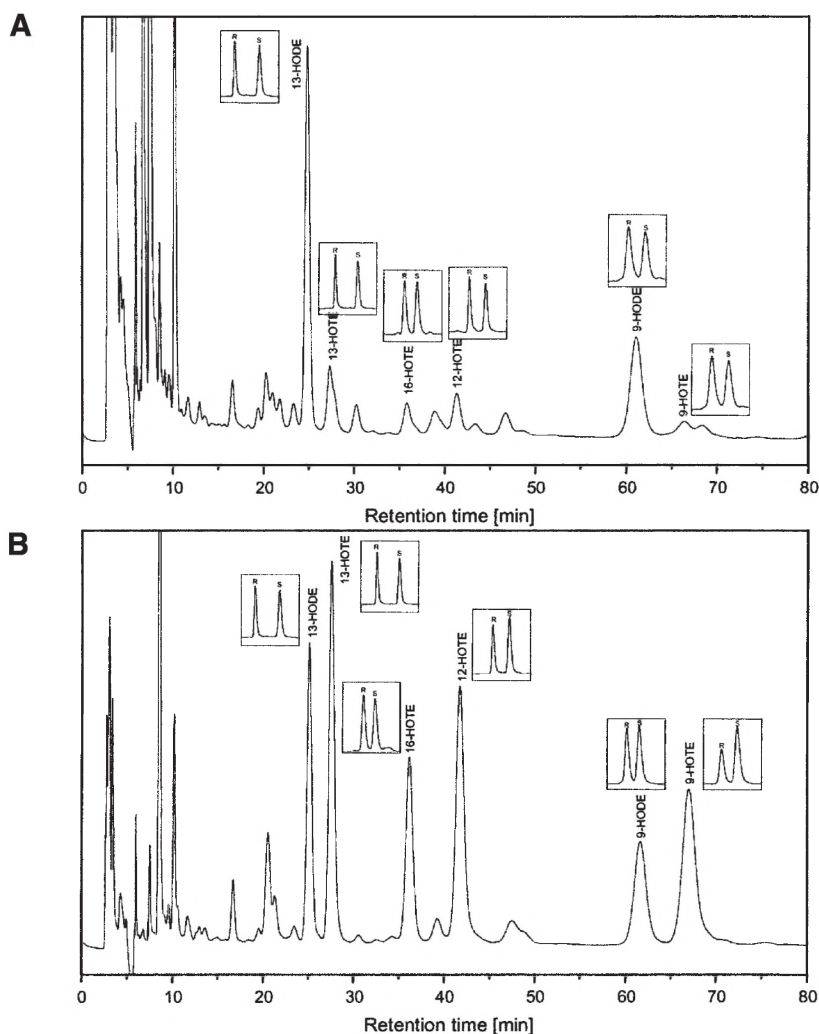 A
R S
13-HODE
R S
13-HOTE
R S
16-HOTE
R S
12-HOTE
R S
9-HODE
R S
9-HOTE
0 10 20 30 40 50 60 70 80
Retention time [min]
B
R S
13-HODE
13-HOTE
R S
R S
16-HOTE
12-HOTE
R S
R S
9-HODE
9-HOTE
R S
0 10 20 30 40 50 60 70 80
Retention time [min]